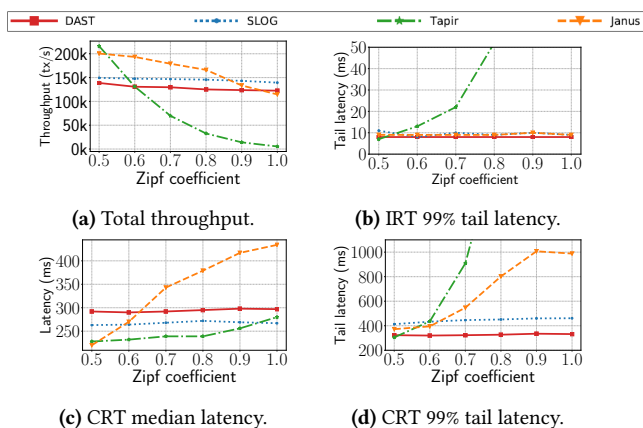 DAST SLOG Tapir Janus
Throughput (tx/s)
200k
150k
100k
50k
0k
0.5 0.6 0.7 0.8 0.9 1.0
Zipf coefficient
(a) Total throughput.
Tail latency (ms)
50
40
30
20
10
0
0.5 0.6 0.7 0.8 0.9 1.0
Zipf coefficient
(b) IRT 99% tail latency.
Latency (ms)
400
350
300
250
0.5 0.6 0.7 0.8 0.9 1.0
Zipf coefficient
(c) CRT median latency.
Tail latency (ms)
1000
800
600
400
200
0.5 0.6 0.7 0.8 0.9 1.0
Zipf coefficient
(d) CRT 99% tail latency.